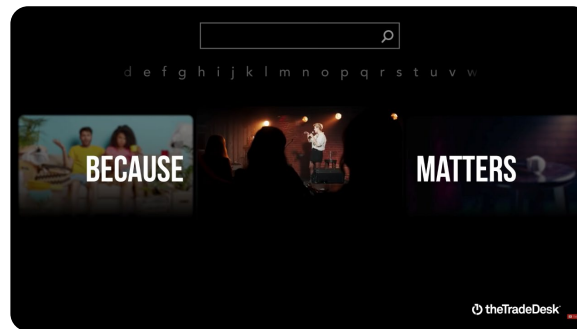 d e f g h i j k l m n o p q r s t u v w
BECAUSE MATTERS
theTradeDesk